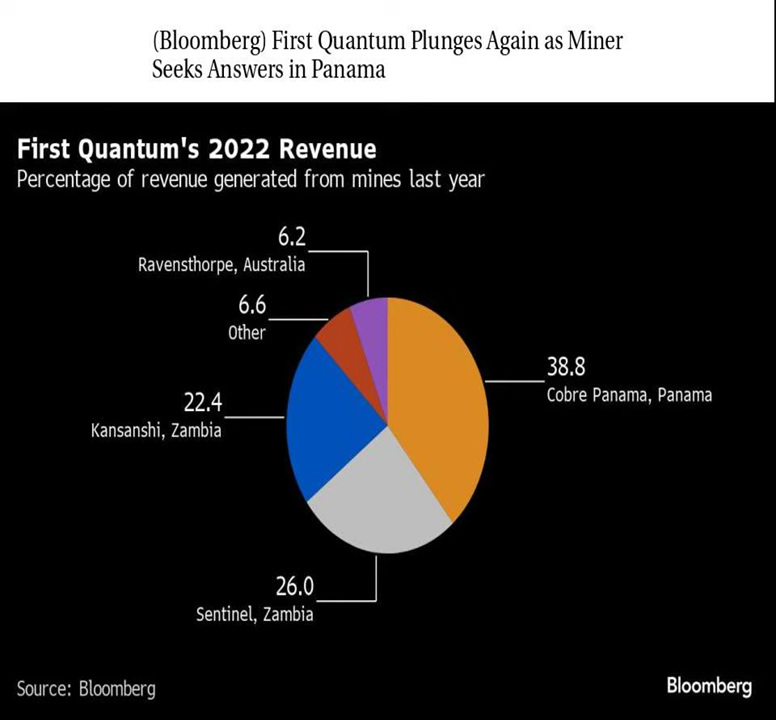 (Bloomberg) First Quantum Plunges Again as Miner
Seeks Answers in Panama
First Quantum's 2022 Revenue
Percentage of revenue generated from mines last year
6.2
Ravensthorpe, Australia
6.6
Other
38.8
Cobre Panama, Panama
22.4
Kansanshi, Zambia
26.0
Sentinel, Zambia
Source: Bloomberg
Bloomberg